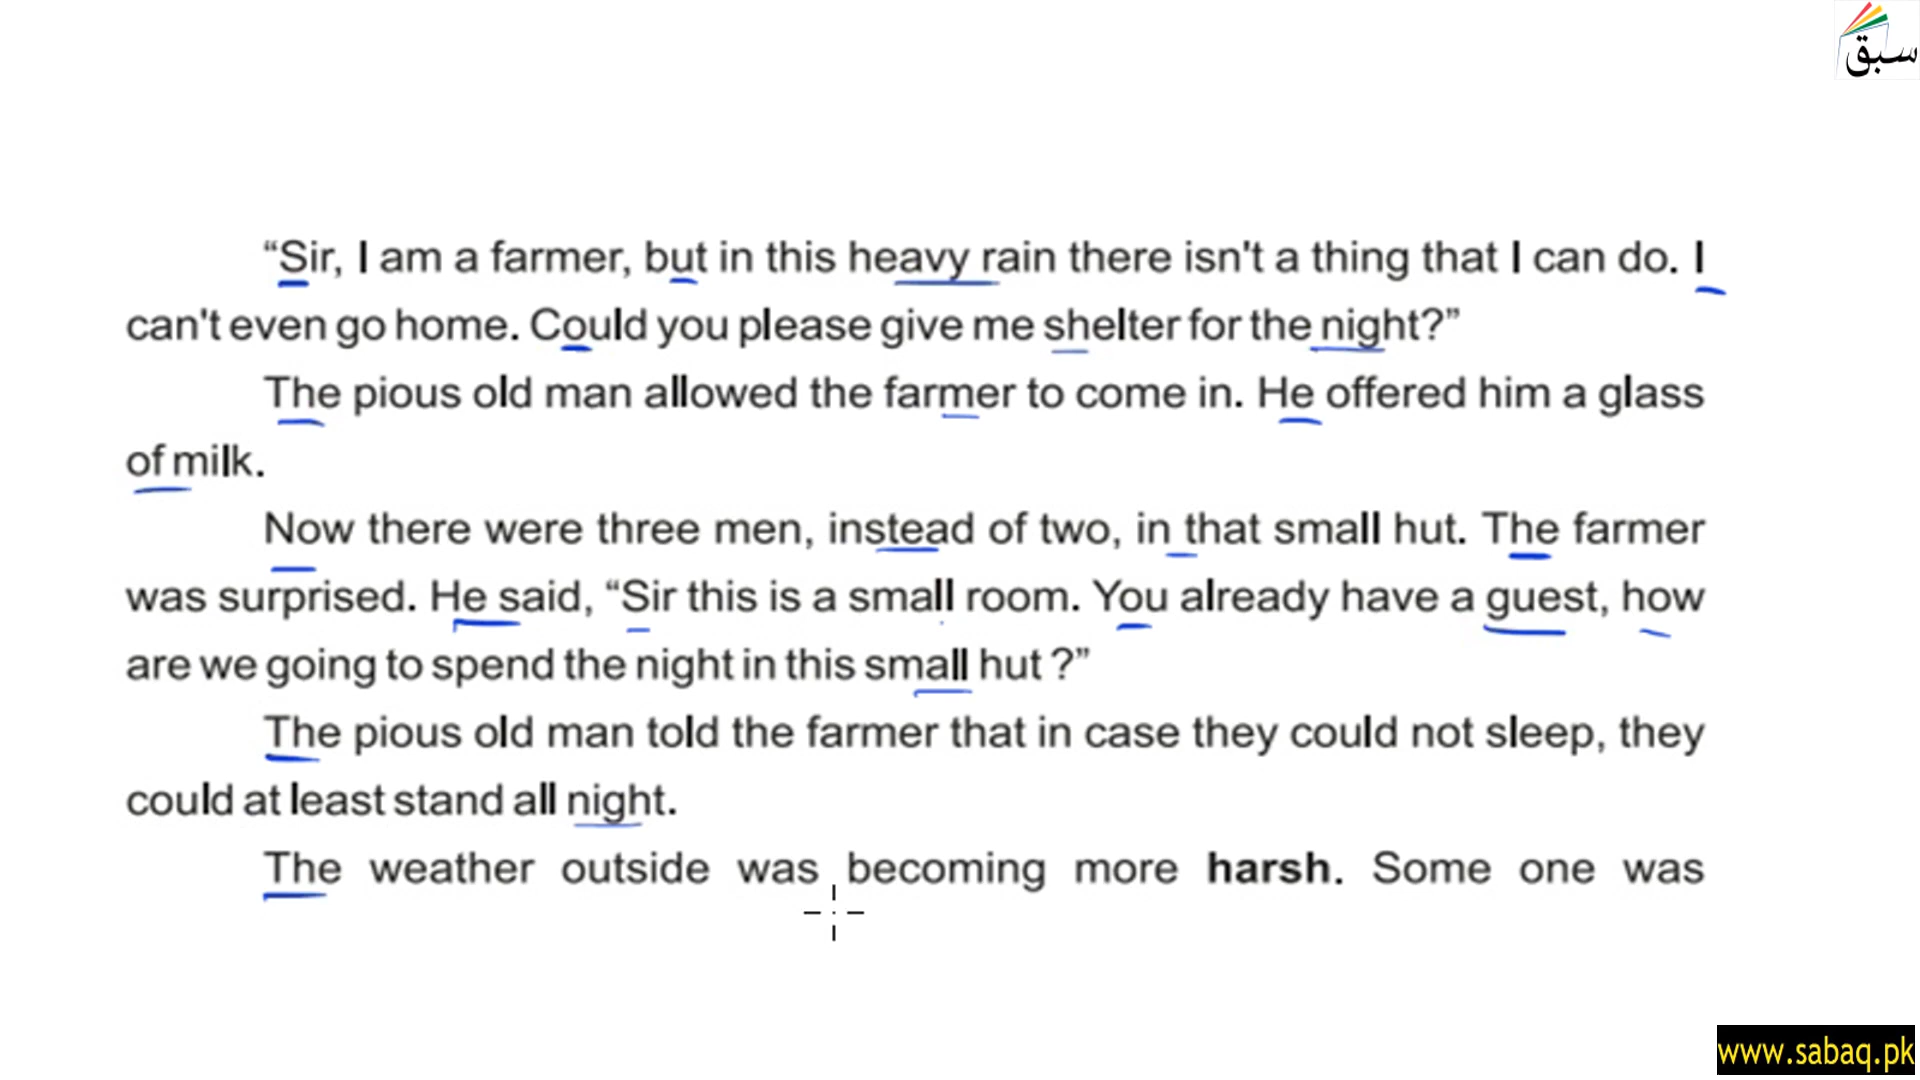 سبق
“Sir, I am a farmer, but in this heavy rain there isn't a thing that I can do. I
can't even go home. Could you please give me shelter for the night?”
The pious old man allowed the farmer to come in. He offered him a glass
of milk.
Now there were three men, instead of two, in that small hut. The farmer
was surprised. He said, “Sir this is a small room. You already have a guest, how
are we going to spend the night in this small hut ?”
The pious old man told the farmer that in case they could not sleep, they
could at least stand all night.
The weather outside was becoming more harsh. Some one was
www.sabaq.pk